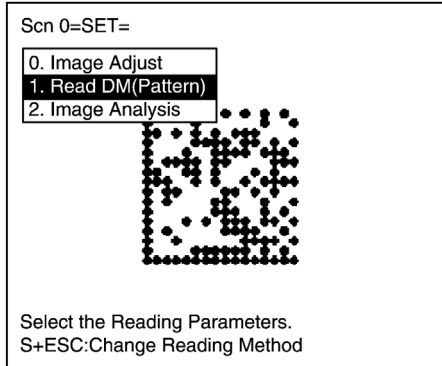 Scn 0=SET=
0. Image Adjust
1. Read DM(Pattern)
2. Image Analysis
Select the Reading Parameters.
S+ESC:Change Reading Method